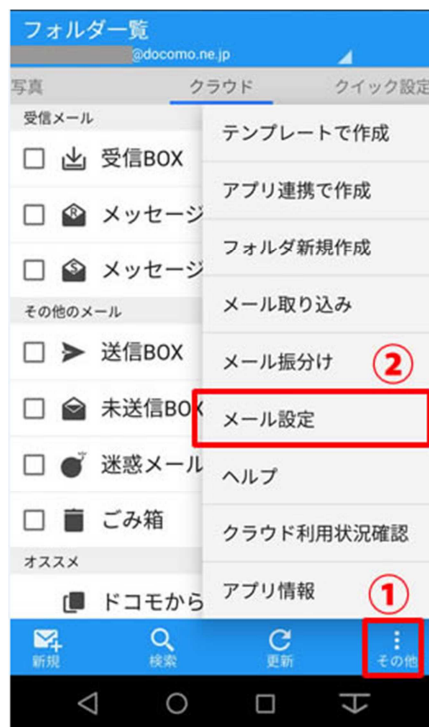 フォルダ一覧
@docomo.ne.jp
写真 クラウド クイック設定
受信メール
受信BOX
メッセージ
メッセージ
その他のメール
送信BOX
未送信BOX
迷惑メール
ごみ箱
オススメ
ドコモから
テンプレートで作成
アプリ連携で作成
フォルダ新規作成
メール取り込み
メール振分け
②
メール設定
ヘルプ
クラウド利用状況確認
アプリ情報
①
新規 検索 更新 その他